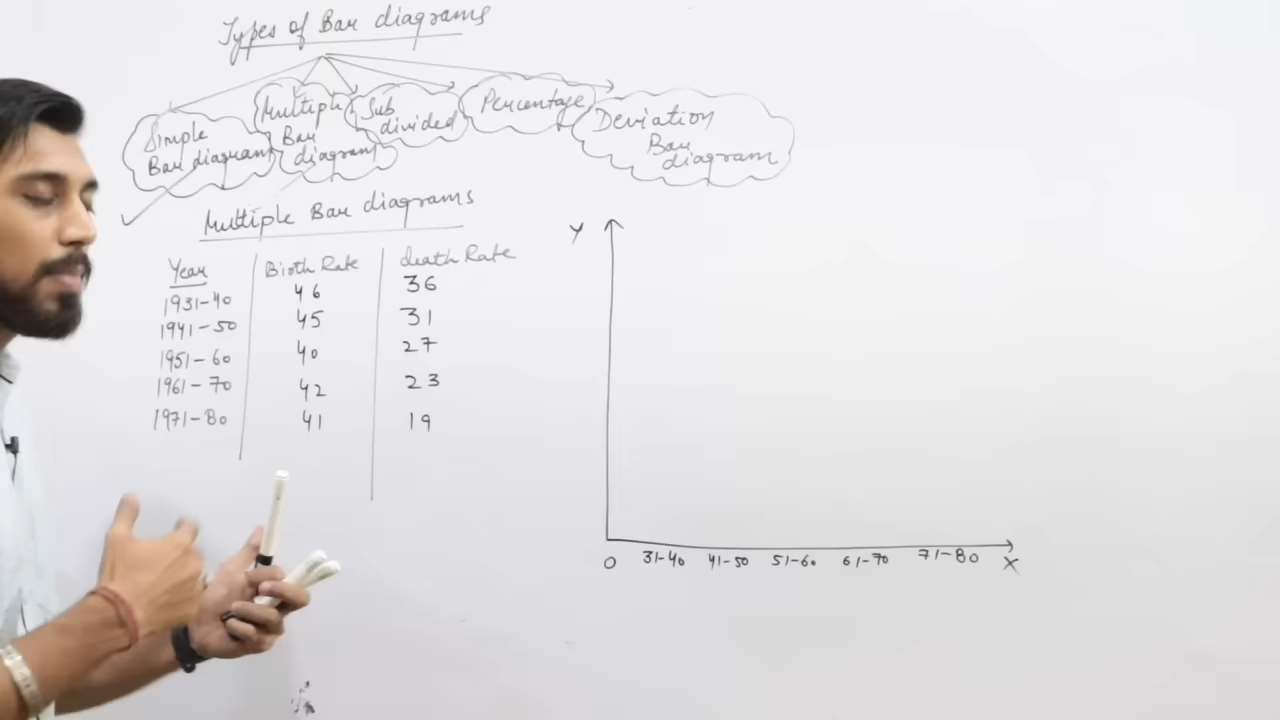 Types of Bar diagrams
Simple
Bar diagram
Multiple
Bar
diagram
Sub
divided
Percentage
Deviation
Bar
diagram
Multiple Bar diagrams
Year Birth Rate death Rate
1931-40 46 36
1941-50 45 31
1951-60 40 27
1961-70 42 23
1971-80 41 19
Y
O 31-40 41-50 51-60 61-70 71-80 X